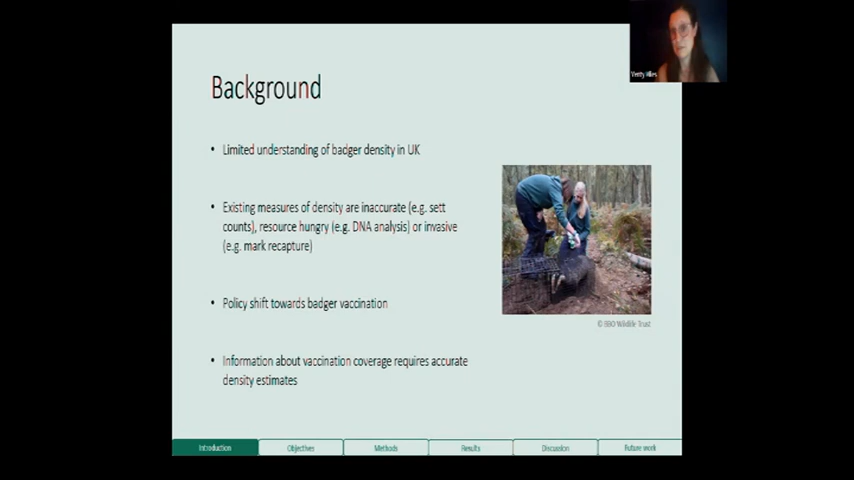 Background
• Limited understanding of badger density in UK
• Existing measures of density are inaccurate (e.g. sett
counts), resource hungry (e.g. DNA analysis) or invasive
(e.g. mark recapture)
• Policy shift towards badger vaccination
• Information about vaccination coverage requires accurate
density estimates
© BBO Wildlife Trust
Introduction
Objectives
Methods
Results
Discussion
Future work